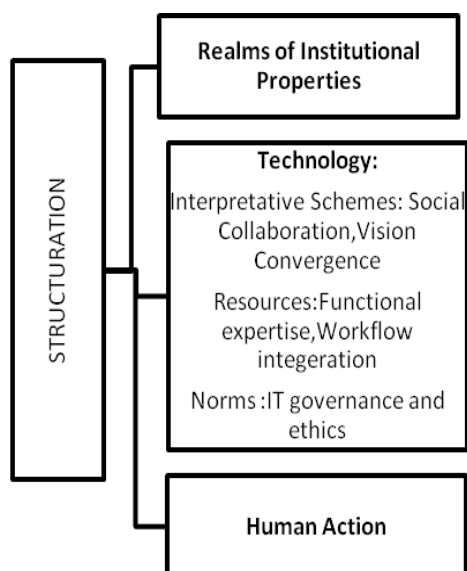 STRUCTURATION
Realms of Institutional
Properties
Technology:
Interpretative Schemes: Social
Collaboration,Vision
Convergence
Resources:Functional
expertise,Workflow
integeration
Norms :IT governance and
ethics
Human Action